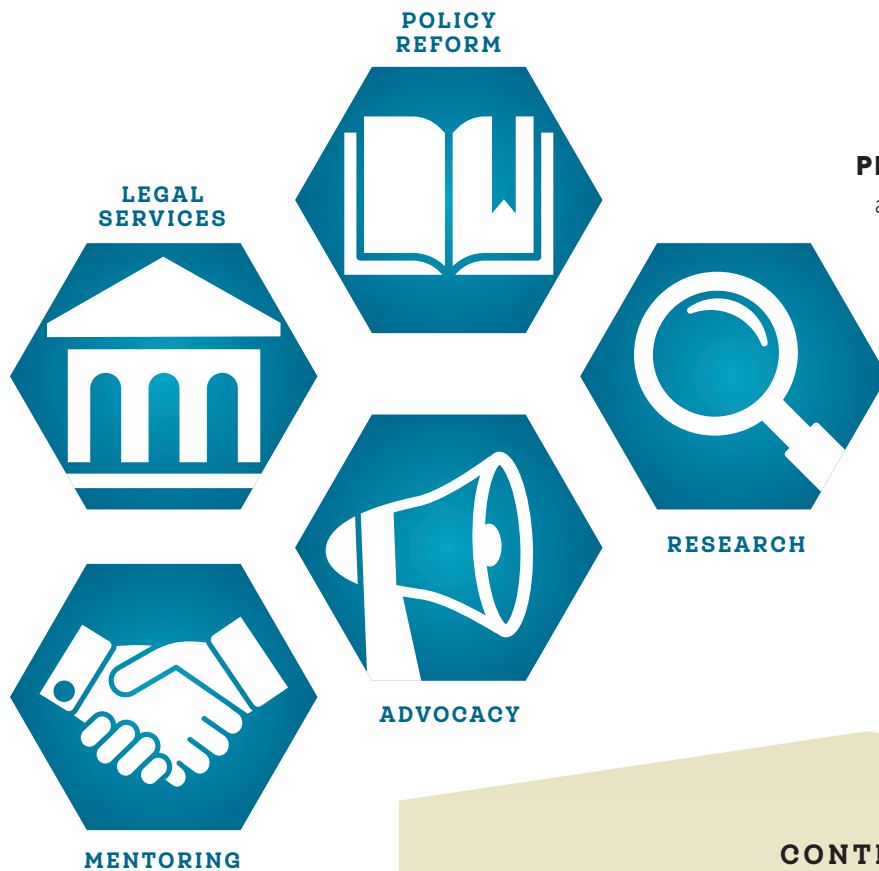 POLICY
REFORM
LEGAL
SERVICES
RESEARCH
ADVOCACY
MENTORING